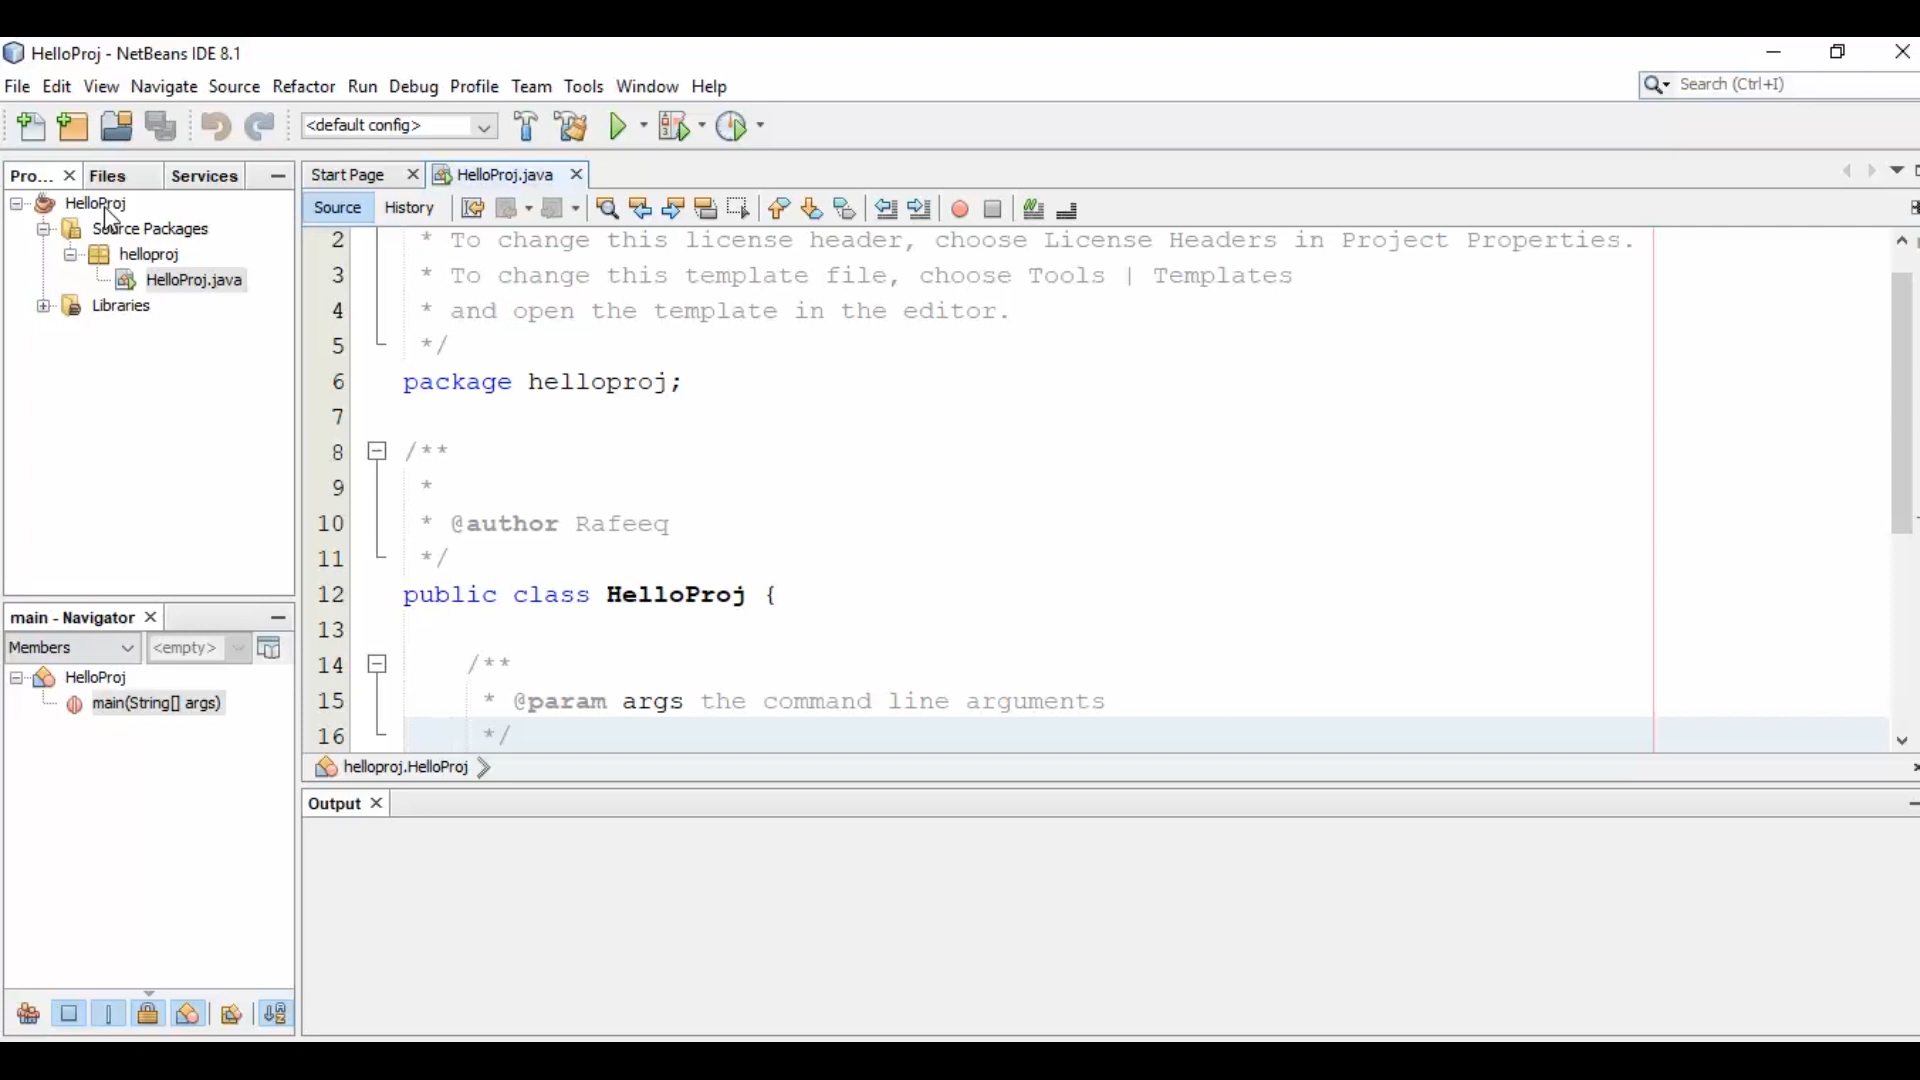 HelloProj - NetBeans IDE 8.1
File Edit View Navigate Source Refactor Run Debug Profile Team Tools Window Help
Search (Ctrl+I)
<default config>
Pro... Files Services
HelloProj
Source Packages
helloproj
HelloProj.java
Libraries
Start Page HelloProj.java
Source History
2 * To change this license header, choose License Headers in Project Properties.
3 * To change this template file, choose Tools | Templates
4 * and open the template in the editor.
5 */
6 package helloproj;
7
8 /**
9 *
10 * @author Rafeeq
11 */
12 public class HelloProj {
13
14 /**
15 * @param args the command line arguments
16 */
helloproj.HelloProj
main - Navigator
Members <empty>
HelloProj
main(String[] args)
Output